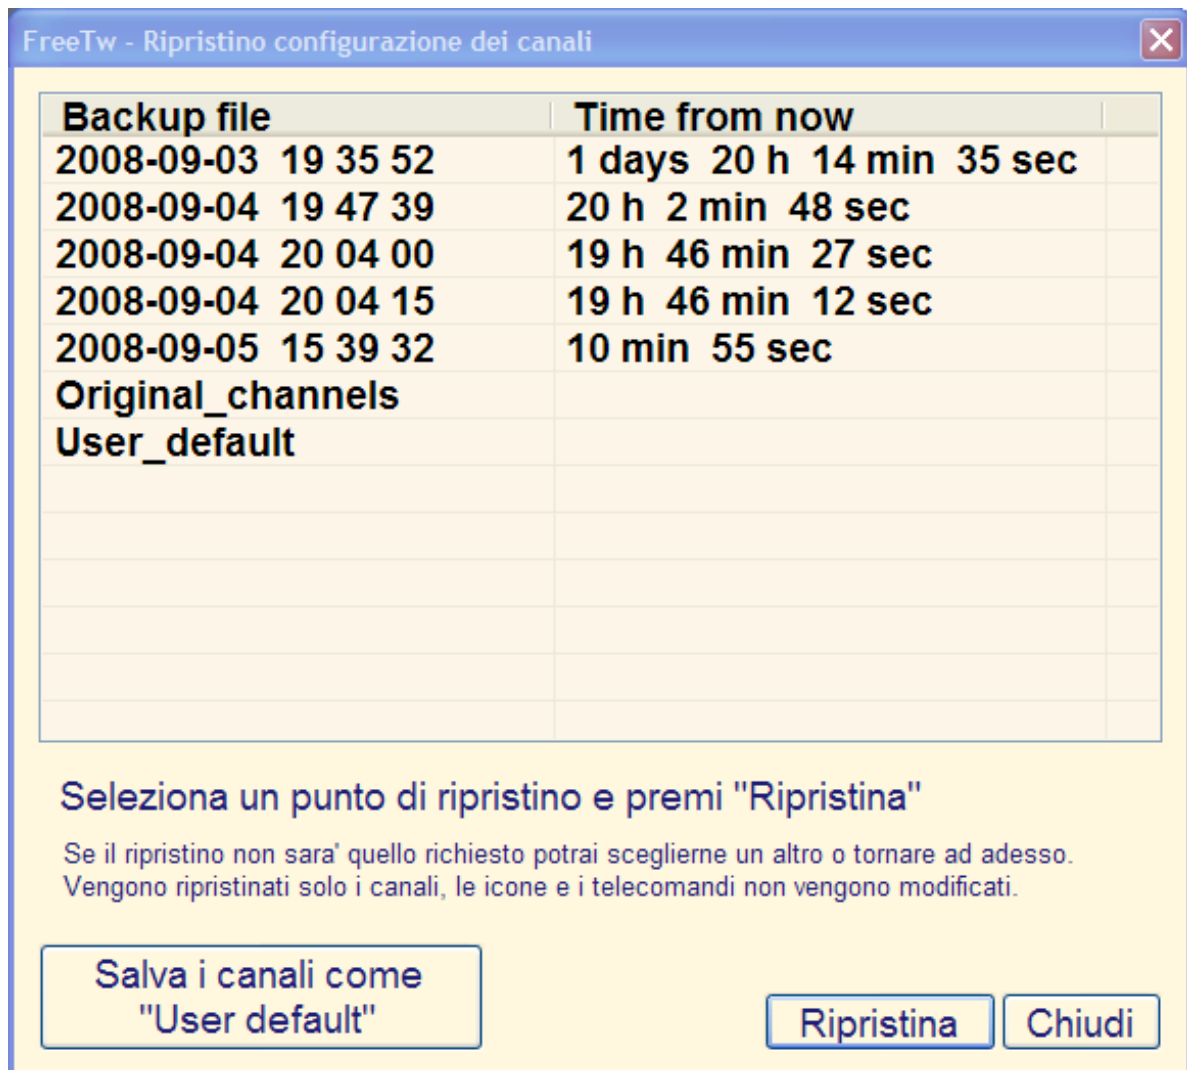 FreeTw - Ripristino configurazione dei canali
Backup file Time from now
2008-09-03 19 35 52 1 days 20 h 14 min 35 sec
2008-09-04 19 47 39 20 h 2 min 48 sec
2008-09-04 20 04 00 19 h 46 min 27 sec
2008-09-04 20 04 15 19 h 46 min 12 sec
2008-09-05 15 39 32 10 min 55 sec
Original_channels
User_default
Seleziona un punto di ripristino e premi "Ripristina"
Se il ripristino non sara' quello richiesto potrai sceglierne un altro o tornare ad adesso.
Vengono ripristinati solo i canali, le icone e i telecomandi non vengono modificati.
Salva i canali come
"User default"
Ripristina Chiudi